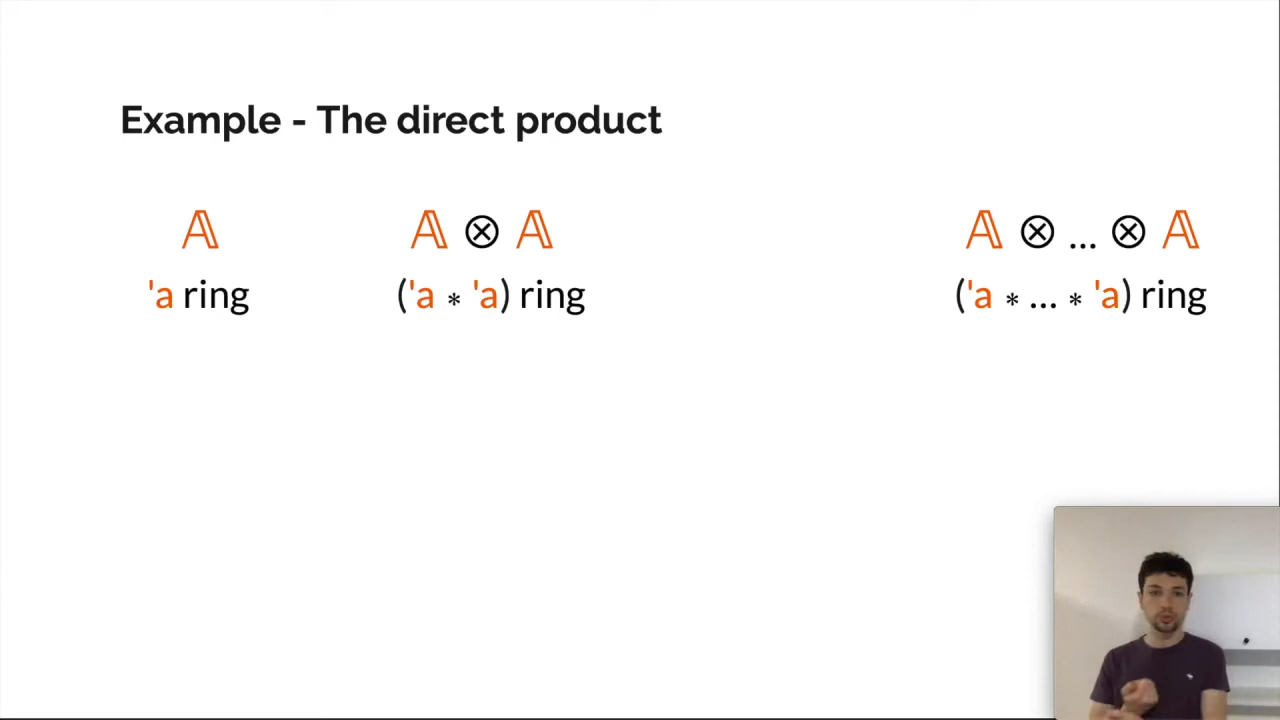 Example - The direct product
𝔸 𝔸 ⊗ 𝔸 𝔸 ⊗ ... ⊗ 𝔸
'a ring ('a * 'a) ring ('a * ... * 'a) ring